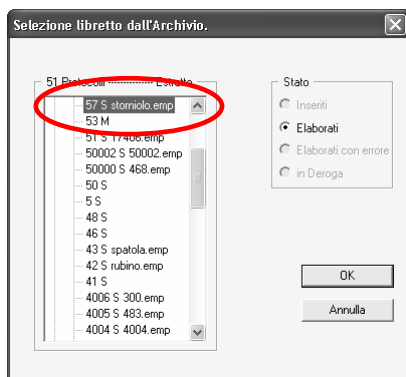 Selezione libretto dall'Archivio.
51 Protocolli ------------- Estratto
57 S storniolo.emp
53 M
51 S 17406.emp
50002 S 50002.emp
50000 S 468.emp
50 S
5 S
48 S
46 S
43 S spatola.emp
42 S rubino.emp
41 S
4006 S 300.emp
4005 S 483.emp
4004 S 4004.emp
Stato
Inseriti
Elaborati
Elaborati con errore
in Deroga
OK
Annulla